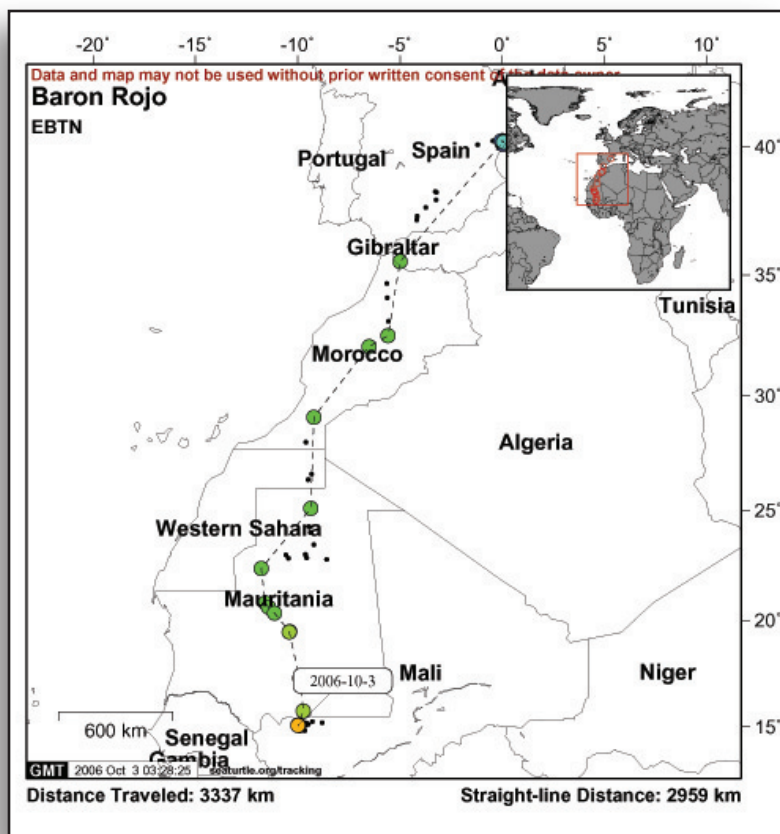 -20° -15° -10° -5° 0° 5° 10°
Data and map may not be used without prior written consent of the data owner
Baron Rojo
EBTN
Portugal
Spain
40°
Gibraltar
35°
Tunisia
Morocco
30°
Algeria
25°
Western Sahara
Mauritania
20°
Mali
Niger
2006-10-3
600 km
15°
Senegal
Gambia
GMT 2006 Oct 3 03:28:25 seaturtle.org/tracking
Distance Traveled: 3337 km
Straight-line Distance: 2959 km